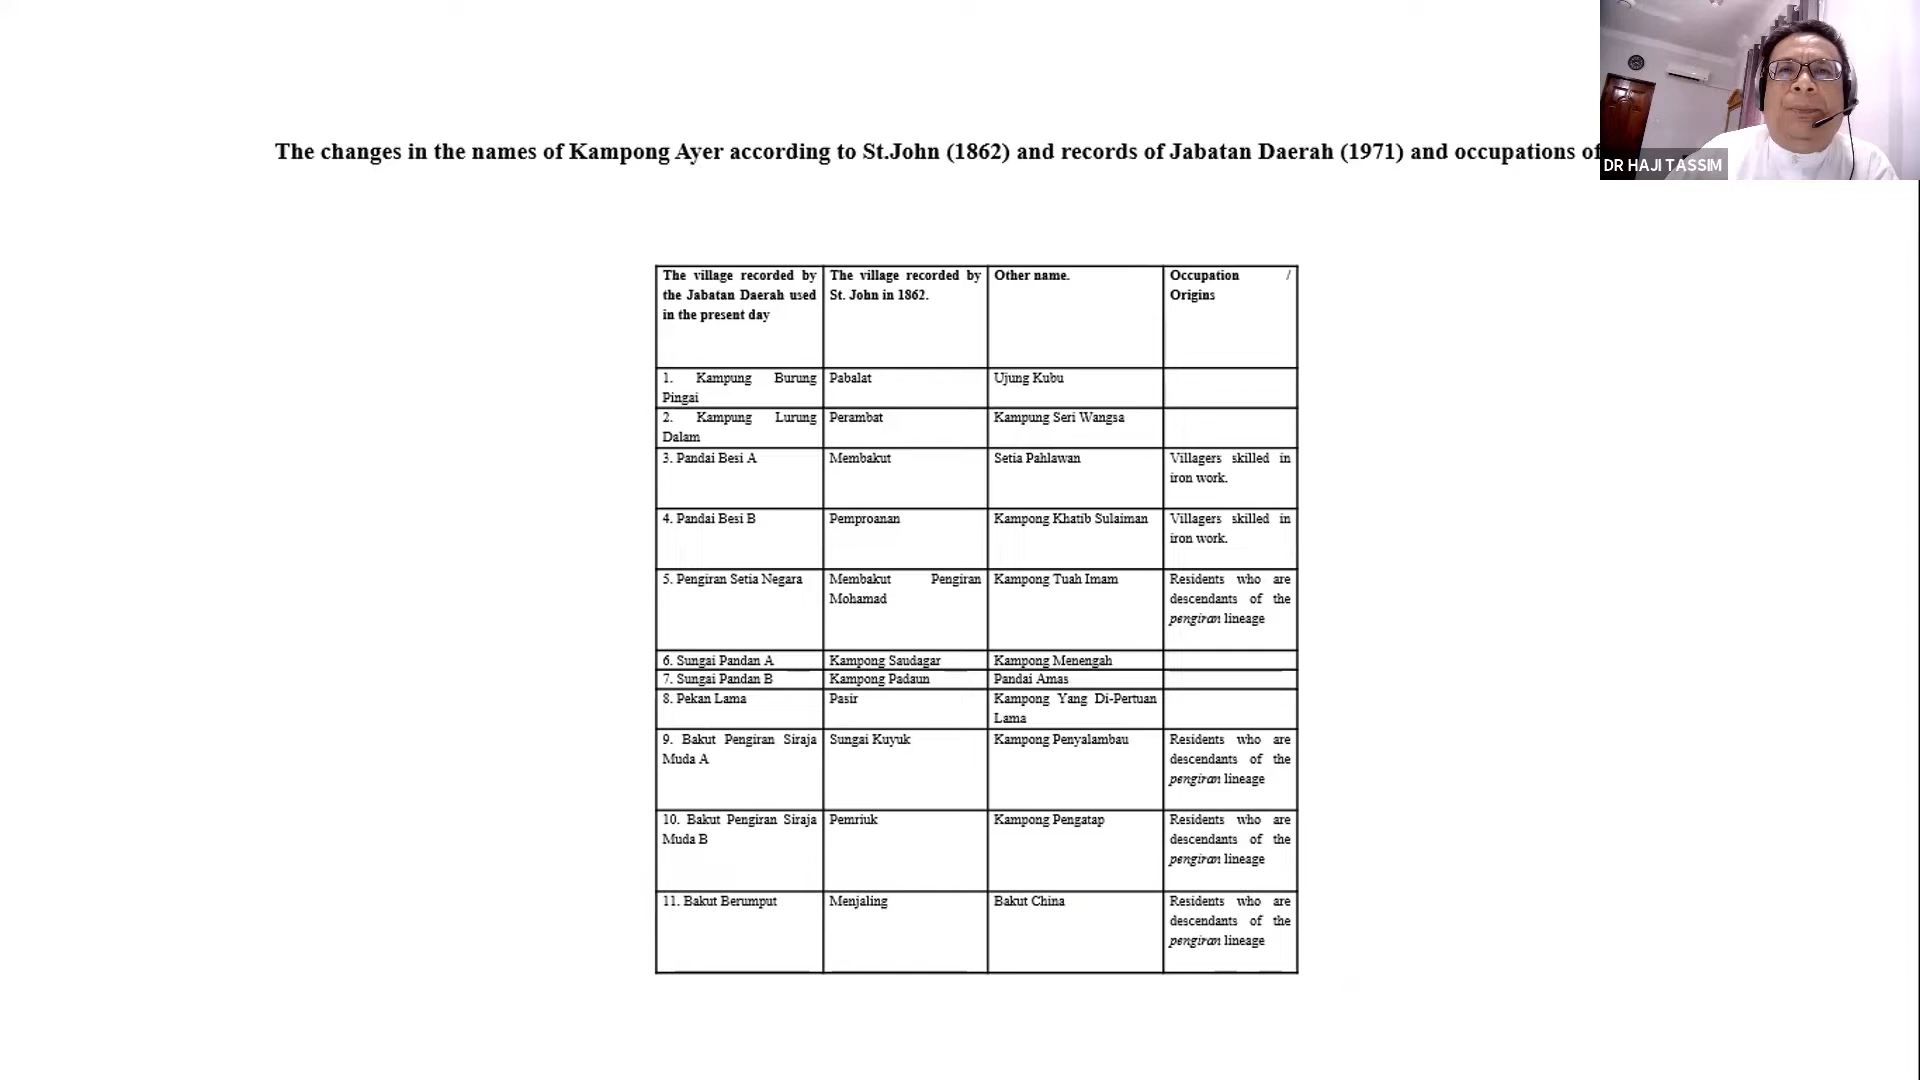 The changes in the names of Kampong Ayer according to St.John (1862) and records of Jabatan Daerah (1971) and occupations of
DR HAJI TASSIM
The village recorded by the Jabatan Daerah used in the present day
The village recorded by St. John in 1862.
Other name.
Occupation / Origins
1. Kampung Burung Pingai
Pabalat
Ujung Kubu
2. Kampung Lurung Dalam
Perambat
Kampung Seri Wangsa
3. Pandai Besi A
Membakut
Setia Pahlawan
Villagers skilled in iron work.
4. Pandai Besi B
Pemproanan
Kampong Khatib Sulaiman
Villagers skilled in iron work.
5. Pengiran Setia Negara
Membakut Pengiran Mohamad
Kampong Tuah Imam
Residents who are descendants of the pengiran lineage
6. Sungai Pandan A
Kampong Saudagar
Kampong Menengah
7. Sungai Pandan B
Kampong Padaun
Pandai Amas
8. Pekan Lama
Pasir
Kampong Yang Di-Pertuan Lama
9. Bakut Pengiran Siraja Muda A
Sungai Kuyuk
Kampong Penyalambau
Residents who are descendants of the pengiran lineage
10. Bakut Pengiran Siraja Muda B
Pemriuk
Kampong Pengatap
Residents who are descendants of the pengiran lineage
11. Bakut Berumput
Menjaling
Bakut China
Residents who are descendants of the pengiran lineage